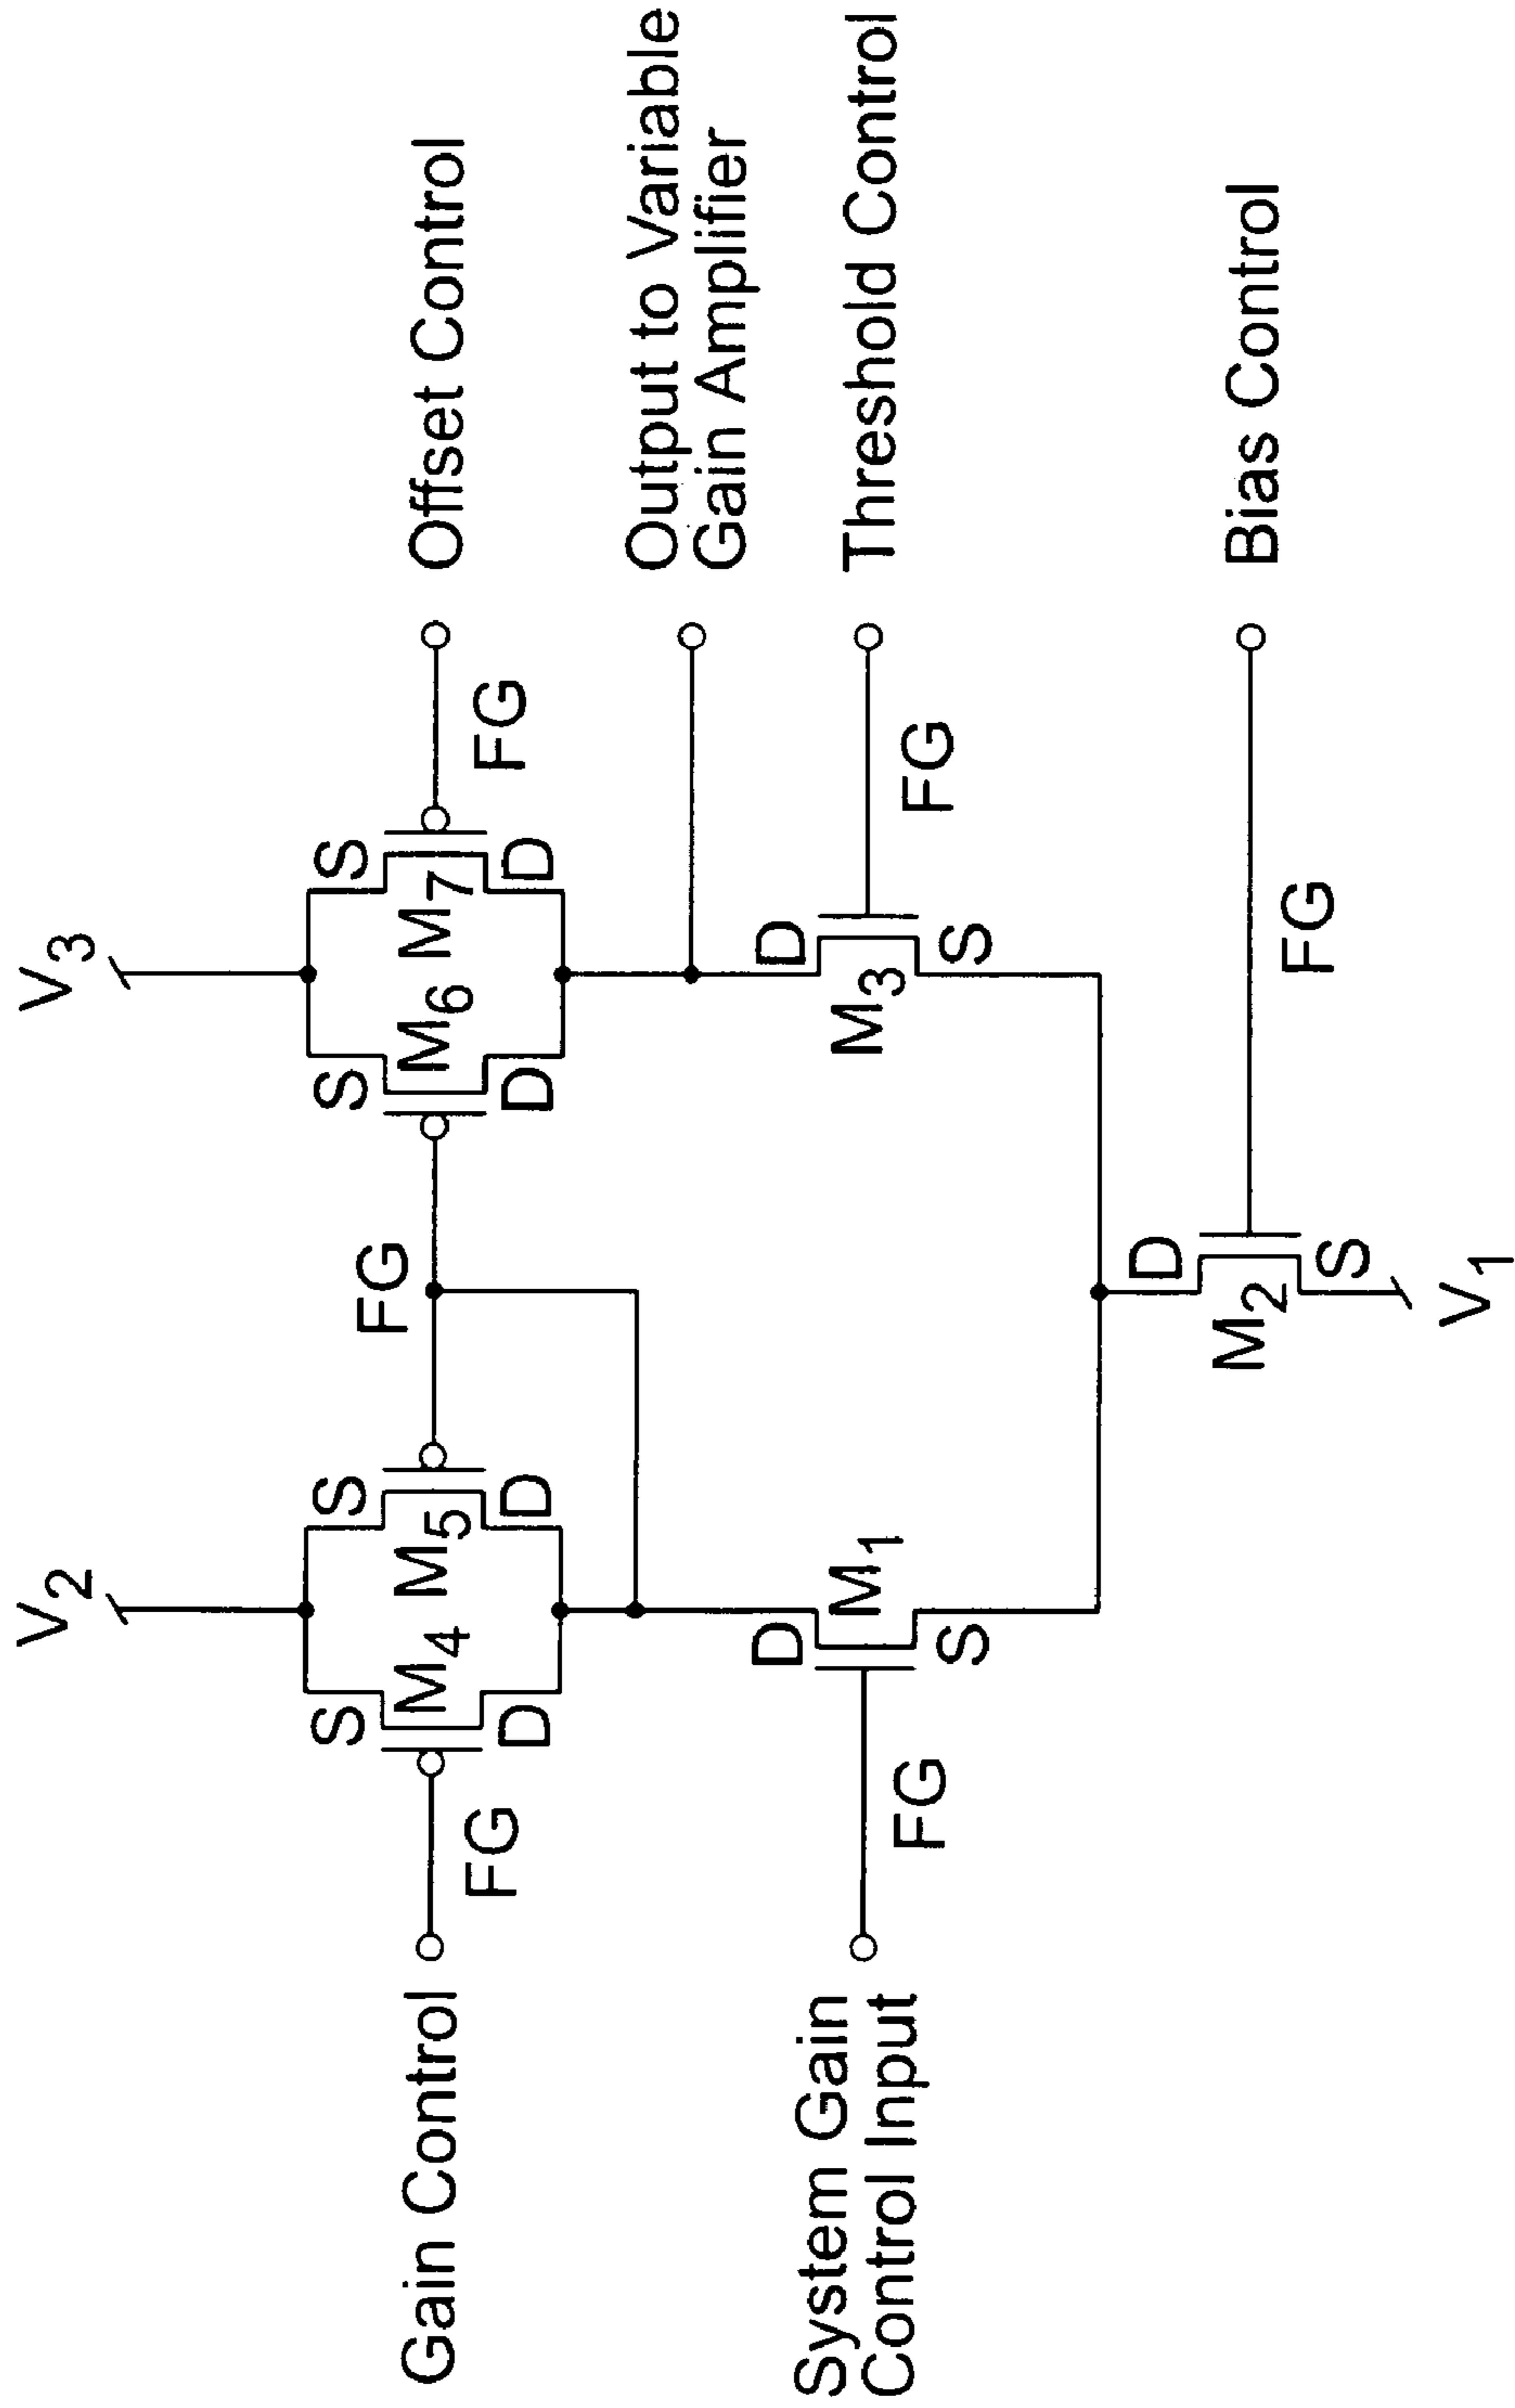 V2
V3
S
S
S
S
Gain Control
FG
M4
M5
FG
M6
M7
FG
Offset Control
D
D
D
D
Output to Variable
Gain Amplifier
System Gain
Control Input
FG
D
M1
S
D
M3
S
FG
Threshold Control
D
M2
S
FG
Bias Control
V1